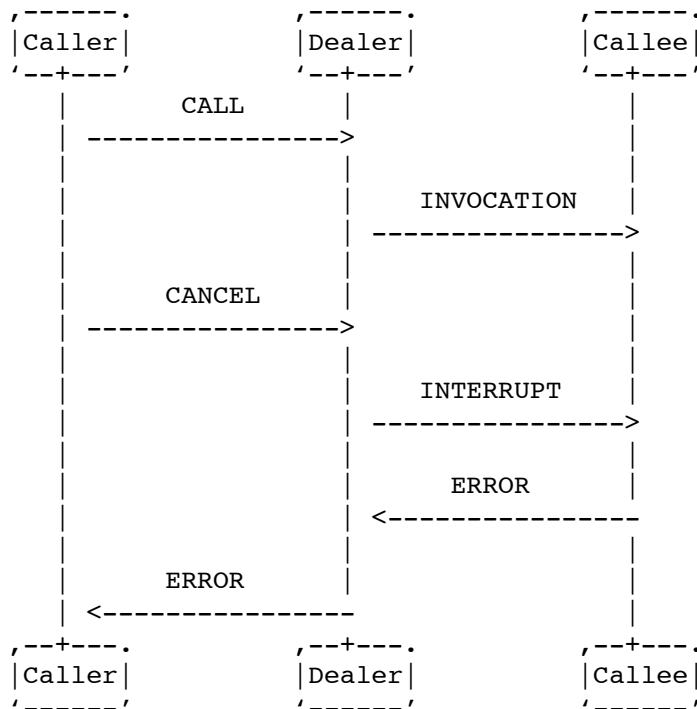 Caller Dealer Callee
CALL
INVOCATION
CANCEL
INTERRUPT
ERROR
ERROR
Caller Dealer Callee